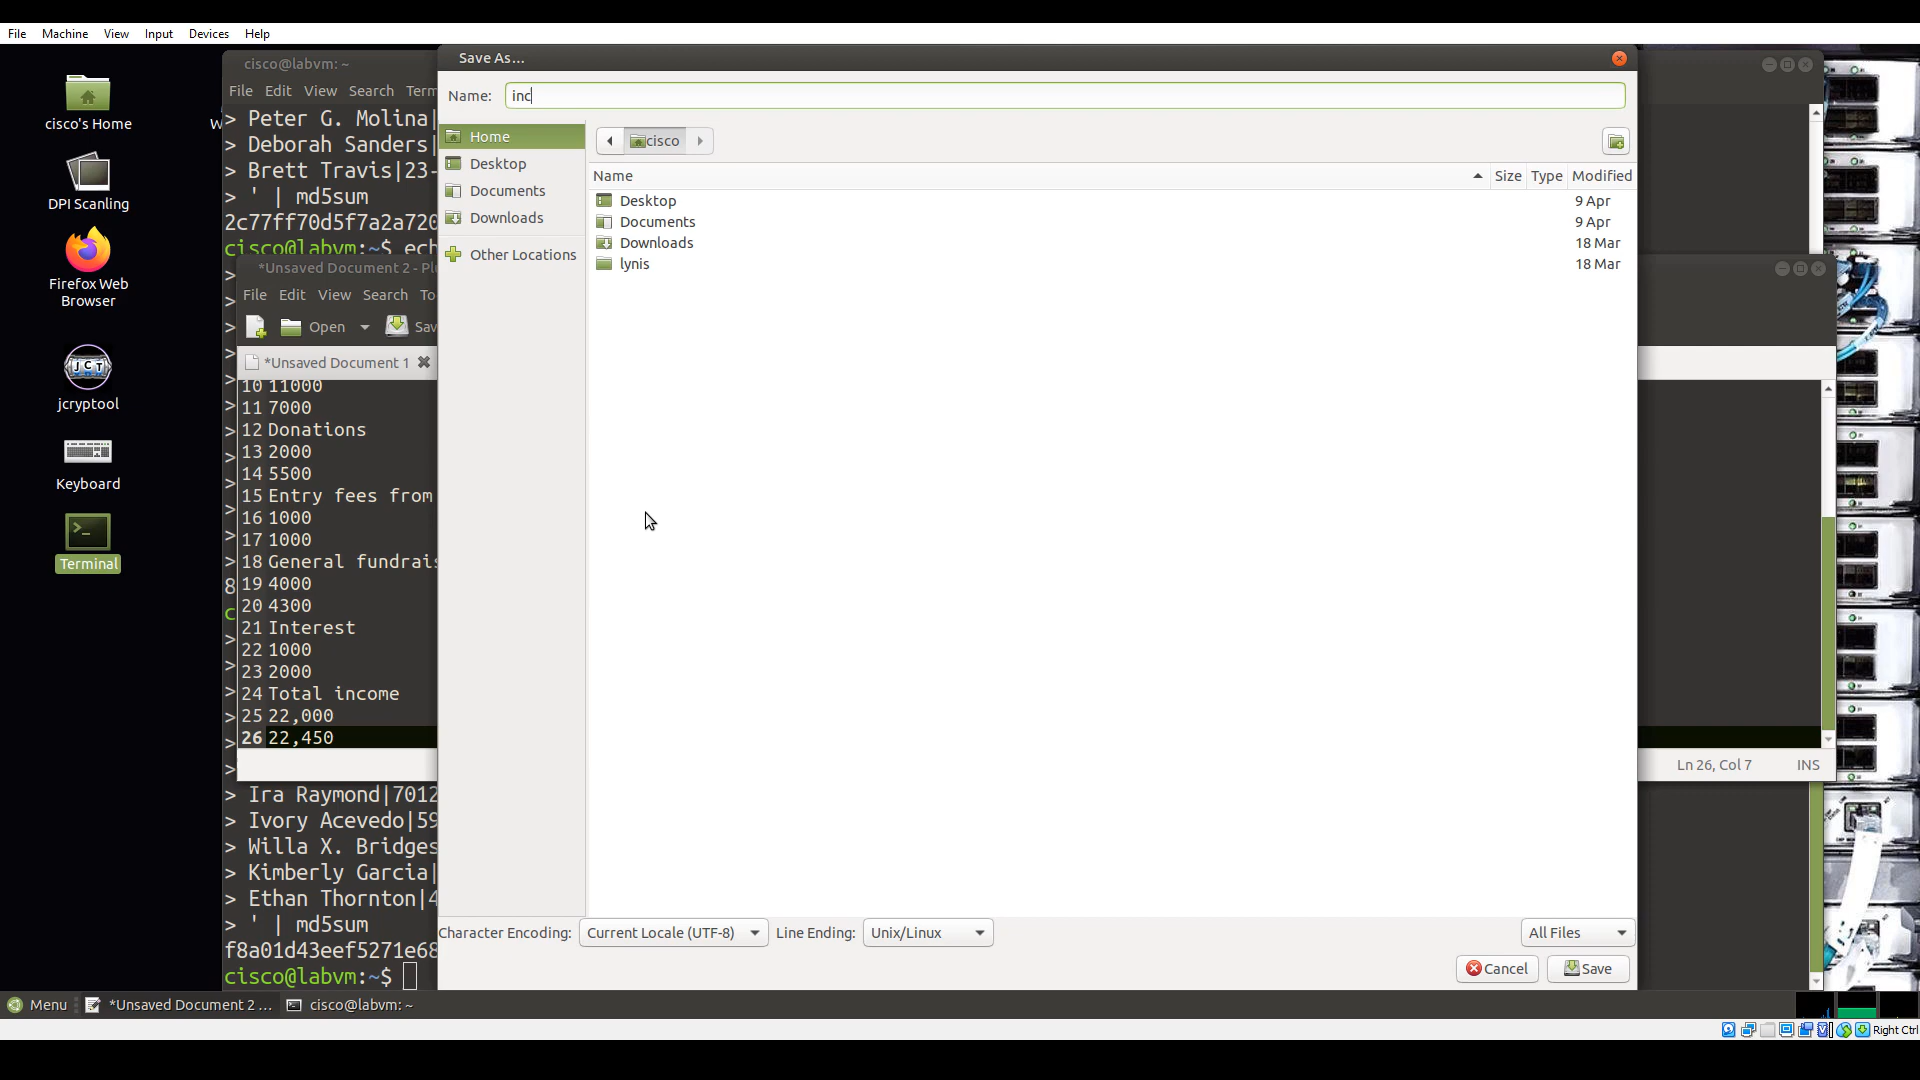 File Machine View Input Devices Help
cisco@labvm: ~
File Edit View Search Term
> Peter G. Molina|
> Deborah Sanders|
> Brett Travis|23-
> ' | md5sum
2c77ff70d5f7a2a720
cisco@labvm:~$ ech
*Unsaved Document 2 - Plu
File Edit View Search To
Open Sav
*Unsaved Document 1
10 11000
11 7000
12 Donations
13 2000
14 5500
15 Entry fees from
16 1000
17 1000
18 General fundrais
19 4000
20 4300
21 Interest
22 1000
23 2000
24 Total income
25 22,000
26 22,450
Ln 26, Col 7 INS
> Ira Raymond|7012
> Ivory Acevedo|59
> Willa X. Bridges
> Kimberly Garcia|
> Ethan Thornton|4
> ' | md5sum
f8a01d43eef5271e68
cisco@labvm:~$
cisco's Home
DPI Scanling
Firefox Web
Browser
JCT
jcryptool
Keyboard
Terminal
Save As…
Name: inc
Home
Desktop
Documents
Downloads
Other Locations
cisco
Name Size Type Modified
Desktop 9 Apr
Documents 9 Apr
Downloads 18 Mar
lynis 18 Mar
Character Encoding: Current Locale (UTF-8) Line Ending: Unix/Linux All Files
Cancel Save
Menu *Unsaved Document 2 ... cisco@labvm: ~
Right Ctrl